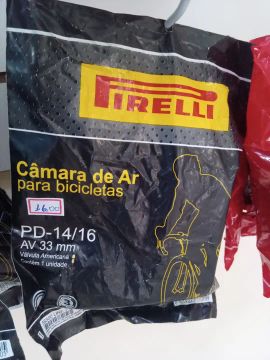 PIRELLI
Câmara de Ar
para bicicletas
16,00
PD-14/16
AV 33 mm
Válvula Americana
Contém 1 unidade